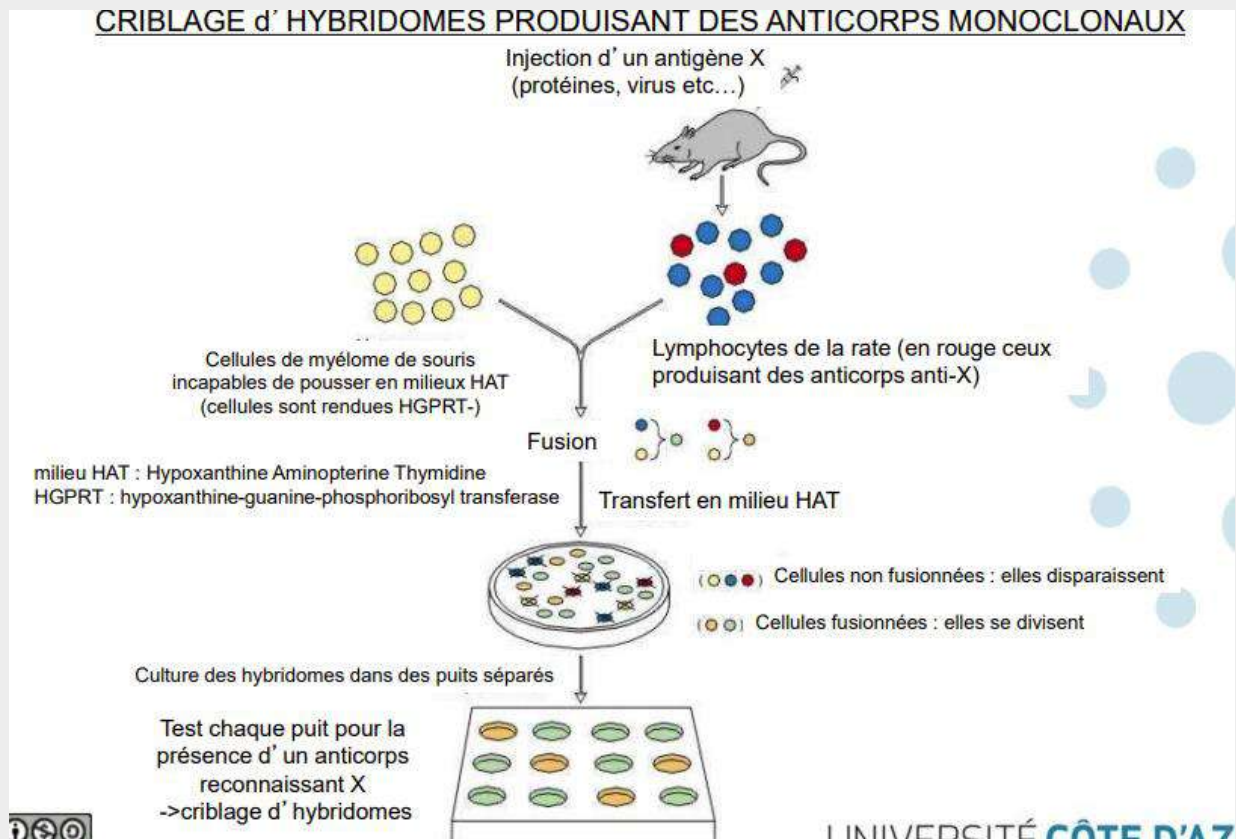 CRIBLAGE d’ HYBRIDOMES PRODUISANT DES ANTICORPS MONOCLONAUX
Injection d’ un antigène X
(protéines, virus etc…)
Cellules de myélome de souris
incapables de pousser en milieux HAT
(cellules sont rendues HGPRT-)
Lymphocytes de la rate (en rouge ceux
produisant des anticorps anti-X)
Fusion
milieu HAT : Hypoxanthine Aminopterine Thymidine
HGPRT : hypoxanthine-guanine-phosphoribosyl transferase
Transfert en milieu HAT
Cellules non fusionnées : elles disparaissent
Cellules fusionnées : elles se divisent
Culture des hybridomes dans des puits séparés
Test chaque puit pour la
présence d’ un anticorps
reconnaissant X
->criblage d’ hybridomes
UNIVERSITÉ CÔTE D'AZ